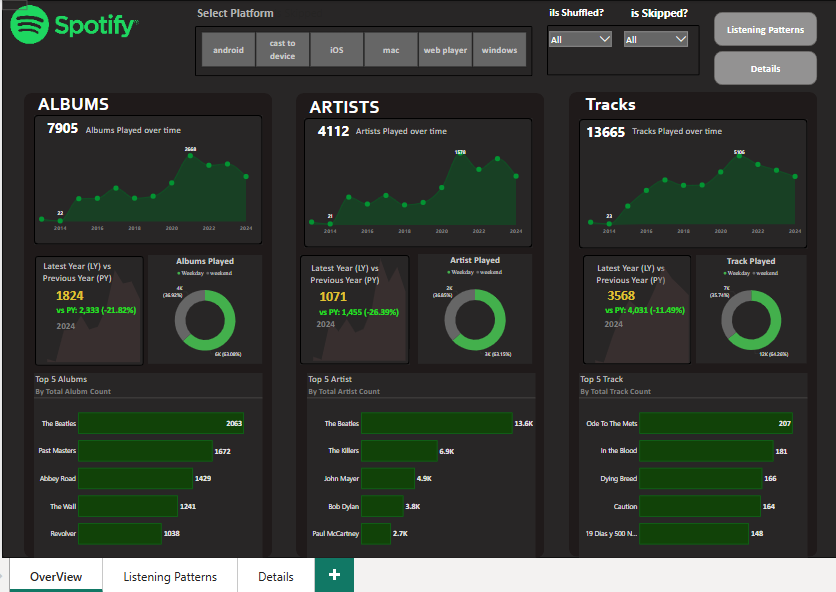 Spotify
Select Platform
android
cast to
device
iOS
mac
web player
windows
iIs Shuffled?
All
is Skipped?
All
Listening Patterns
Details
ALBUMS
7905 Albums Played over time
2668
22
2014 2016 2018 2020 2022 2024
Latest Year (LY) vs
Previous Year (PY)
1824
vs PY: 2,333 (-21.82%)
2024
Albums Played
Weekday weekend
4K
(36.92%)
6K (63.08%)
Top 5 Alubms
By Total Alubm Count
The Beatles 2063
Past Masters 1672
Abbey Road 1429
The Wall 1241
Revolver 1038
ARTISTS
4112 Artists Played over time
1578
21
2014 2016 2018 2020 2022 2024
Latest Year (LY) vs
Previous Year (PY)
1071
vs PY: 1,455 (-26.39%)
2024
Artist Played
Weekday weekend
2K
(36.85%)
3K (63.15%)
Top 5 Artist
By Total Artist Count
The Beatles 13.6K
The Killers 6.9K
John Mayer 4.9K
Bob Dylan 3.8K
Paul McCartney 2.7K
Tracks
13665 Tracks Played over time
5106
23
2014 2016 2018 2020 2022 2024
Latest Year (LY) vs
Previous Year (PY)
3568
vs PY: 4,031 (-11.49%)
2024
Track Played
Weekday weekend
7K
(35.74%)
12K (64.26%)
Top 5 Track
By Total Track Count
Ode To The Mets 207
In the Blood 181
Dying Breed 166
Caution 164
19 Dias y 500 N... 148
OverView
Listening Patterns
Details
+